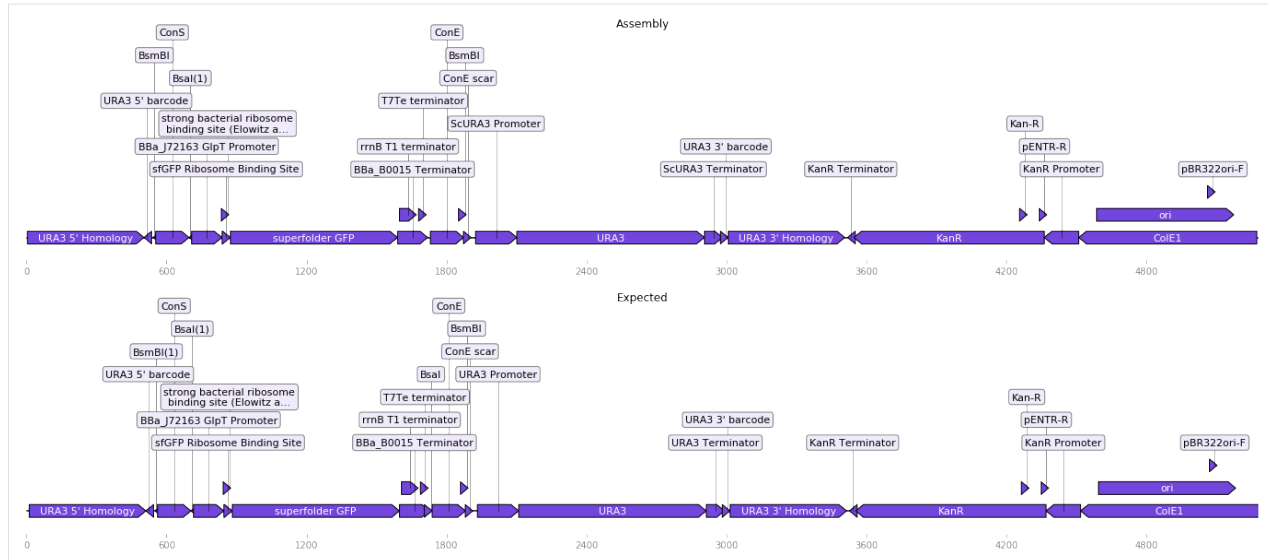 Assembly
ConS
ConE
BsmBI
BsmBI
BsaI(1)
ConE scar
URA3 5' barcode
T7Te terminator
strong bacterial ribosome
binding site (Elowitz a...
ScURA3 Promoter
Kan-R
BBa_J72163 GlpT Promoter
rrnB T1 terminator
URA3 3' barcode
pENTR-R
sfGFP Ribosome Binding Site
BBa_B0015 Terminator
ScURA3 Terminator
KanR Terminator
KanR Promoter
pBR322ori-F
ori
URA3 5' Homology
superfolder GFP
URA3
URA3 3' Homology
KanR
ColE1
0
600
1200
1800
2400
3000
3600
4200
4800
Expected
ConS
ConE
BsaI(1)
BsmBI
BsmBI(1)
ConE scar
URA3 5' barcode
BsaI
URA3 Promoter
strong bacterial ribosome
binding site (Elowitz a...
T7Te terminator
Kan-R
BBa_J72163 GlpT Promoter
rrnB T1 terminator
URA3 3' barcode
pENTR-R
sfGFP Ribosome Binding Site
BBa_B0015 Terminator
URA3 Terminator
KanR Terminator
KanR Promoter
pBR322ori-F
ori
URA3 5' Homology
superfolder GFP
URA3
URA3 3' Homology
KanR
ColE1
0
600
1200
1800
2400
3000
3600
4200
4800